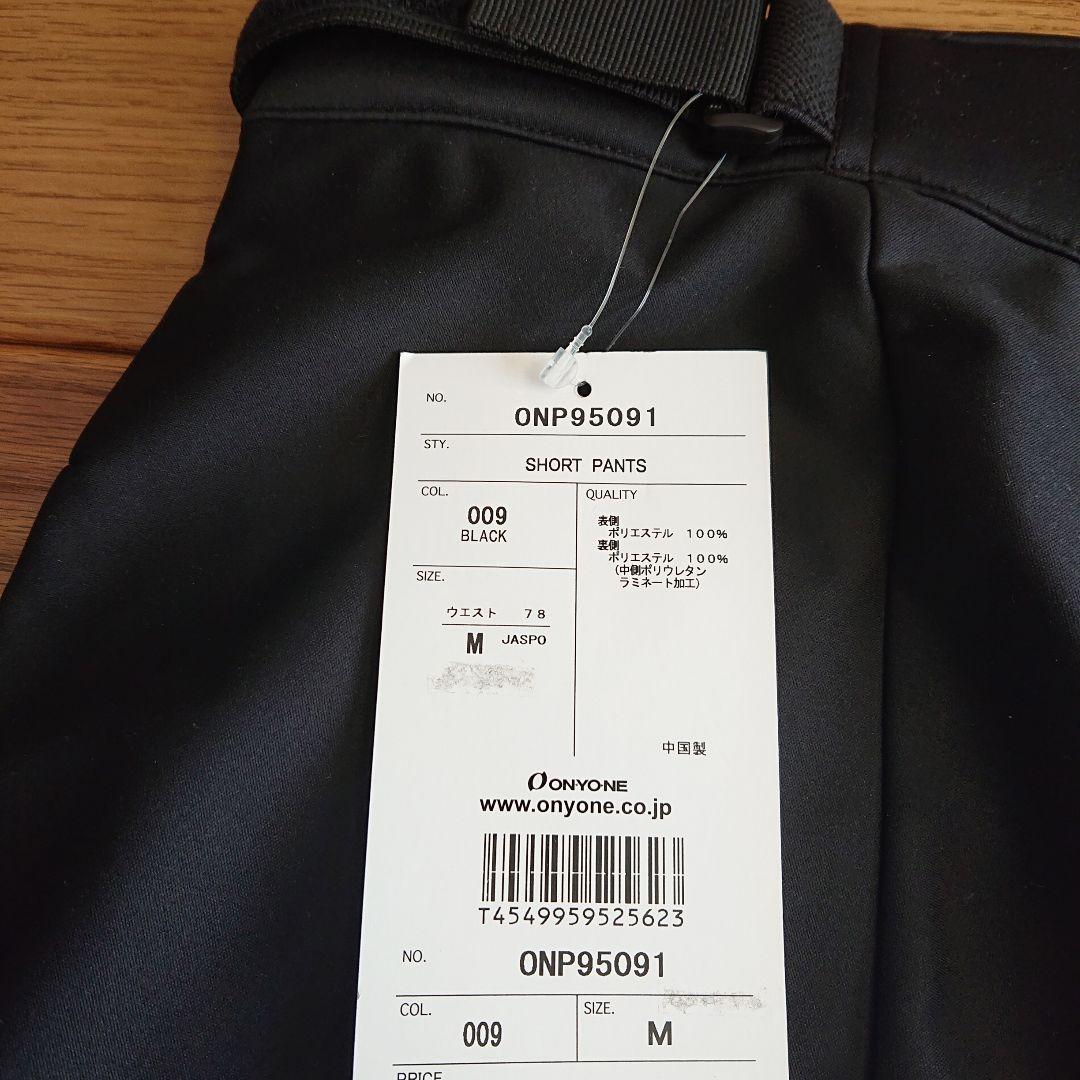 NO.
ONP95091
STY.
SHORT PANTS
COL.
009
BLACK
QUALITY
表側
ポリエステル 100%
裏側
ポリエステル 100%
(中側ポリウレタン
ラミネート加工)
SIZE.
ウエスト 78
M JASPO
中国製
ON・YO・NE
www.onyone.co.jp
T4549959525623
NO.
ONP95091
COL.
009
SIZE.
M
PRICE